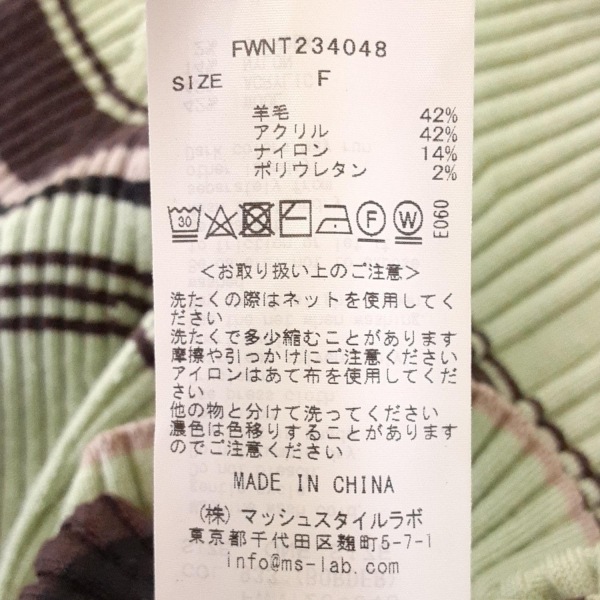 FWNT234048
SIZE F
羊毛 42%
アクリル 42%
ナイロン 14%
ポリウレタン 2%
30 F W E060
＜お取り扱い上のご注意＞
洗たくの際はネットを使用してく
ださい
洗たくで多少縮むことがあります
摩擦や引っかけにご注意ください
アイロンはあて布を使用してくだ
さい
他の物と分けて洗ってください
濃色は色移りすることがあります
のでご注意ください
MADE IN CHINA
(株)マッシュスタイルラボ
東京都千代田区麹町5-7-1
info@ms-lab.com